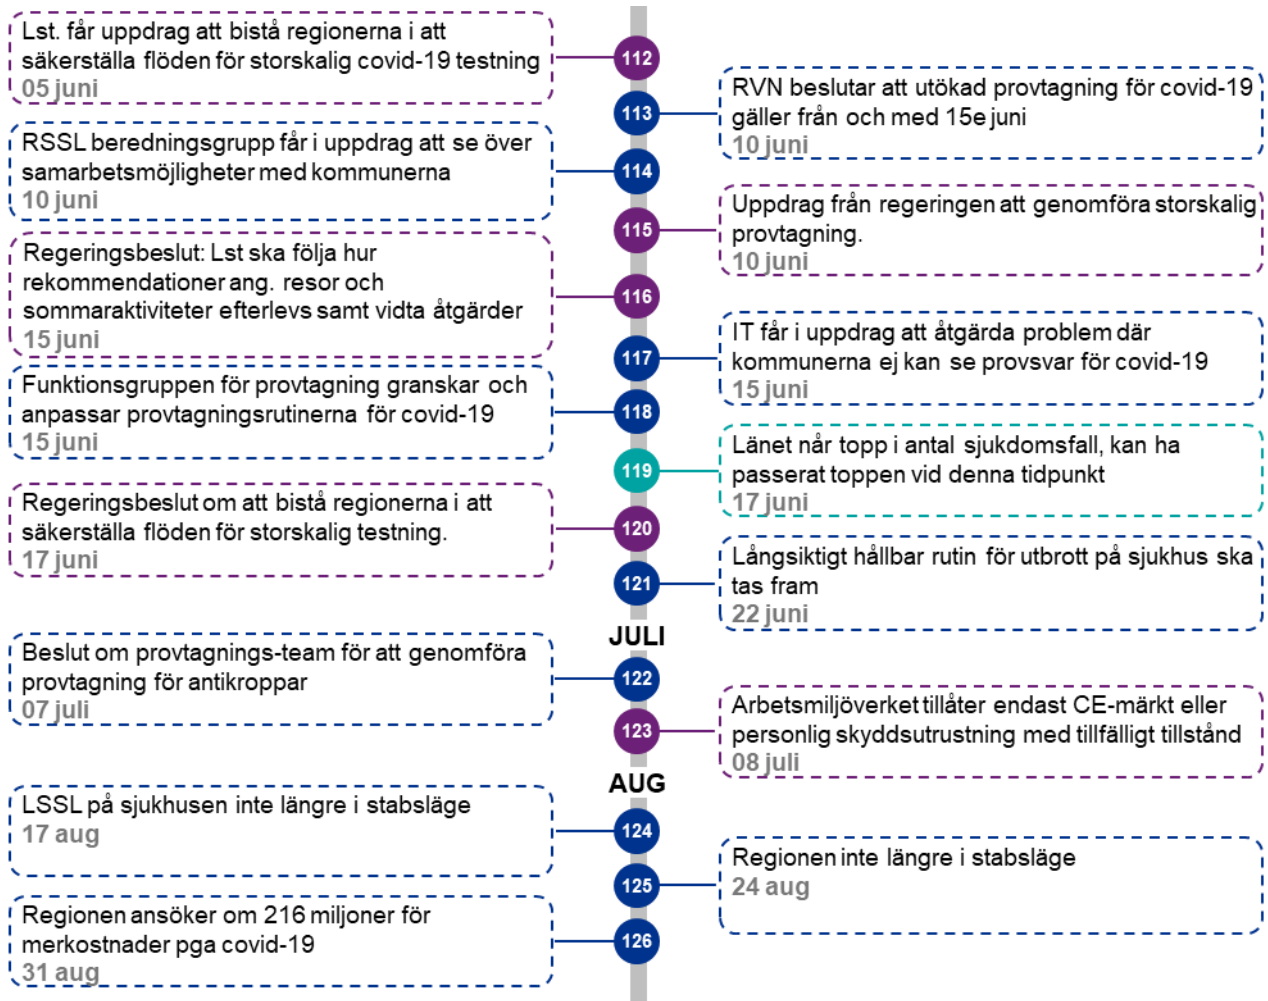 Lst. får uppdrag att bistå regionerna i att
säkerställa flöden för storskalig covid-19 testning
05 juni
112
113
RVN beslutar att utökad provtagning för covid-19
gäller från och med 15e juni
10 juni
RSSL beredningsgrupp får i uppdrag att se över
samarbetsmöjligheter med kommunerna
10 juni
114
115
Uppdrag från regeringen att genomföra storskalig
provtagning.
10 juni
Regeringsbeslut: Lst ska följa hur
rekommendationer ang. resor och
sommaraktiviteter efterlevs samt vidta åtgärder
15 juni
116
117
IT får i uppdrag att åtgärda problem där
kommunerna ej kan se provsvar för covid-19
15 juni
Funktionsgruppen för provtagning granskar och
anpassar provtagningsrutinerna för covid-19
15 juni
118
119
Länet når topp i antal sjukdomsfall, kan ha
passerat toppen vid denna tidpunkt
17 juni
Regeringsbeslut om att bistå regionerna i att
säkerställa flöden för storskalig testning.
17 juni
120
121
Långsiktigt hållbar rutin för utbrott på sjukhus ska
tas fram
22 juni
JULI
Beslut om provtagnings-team för att genomföra
provtagning för antikroppar
07 juli
122
123
Arbetsmiljöverket tillåter endast CE-märkt eller
personlig skyddsutrustning med tillfälligt tillstånd
08 juli
AUG
LSSL på sjukhusen inte längre i stabsläge
17 aug
124
125
Regionen inte längre i stabsläge
24 aug
Regionen ansöker om 216 miljoner för
merkostnader pga covid-19
31 aug
126